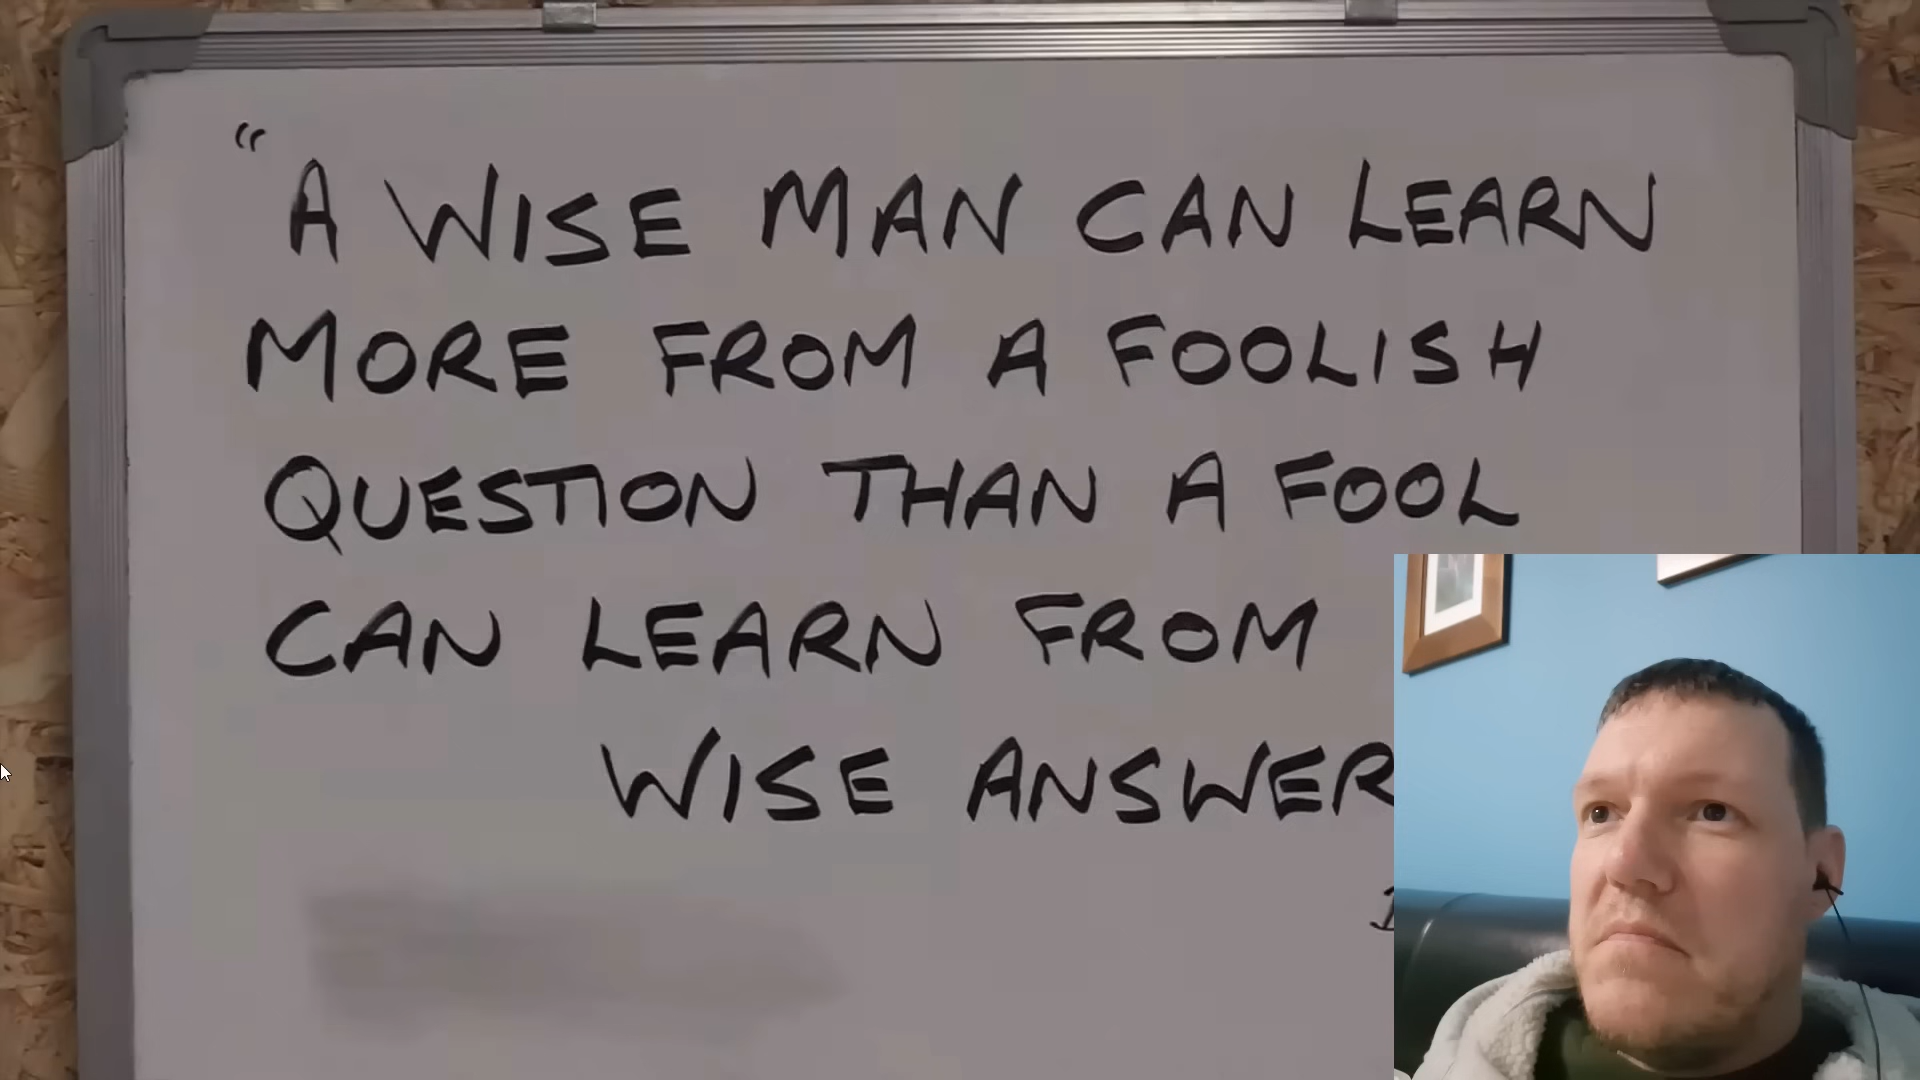 “A WISE MAN CAN LEARN
MORE FROM A FOOLISH
QUESTION THAN A FOOL
CAN LEARN FROM
WISE ANSWER